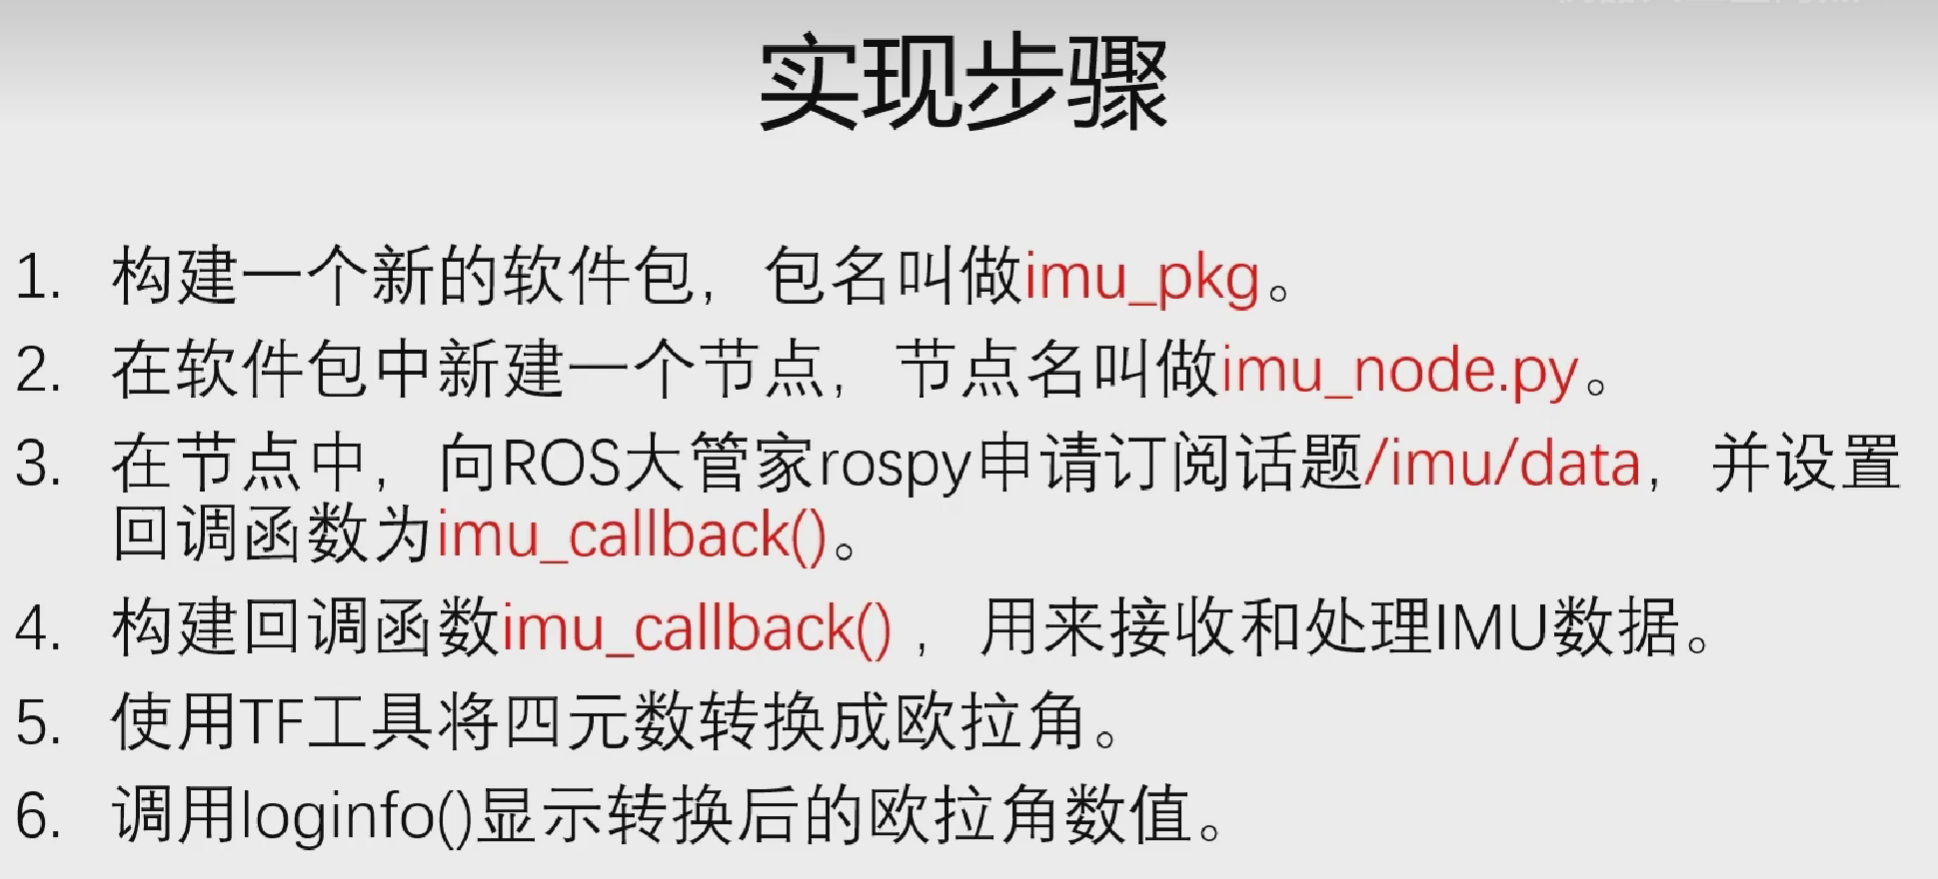 实现步骤
1. 构建一个新的软件包，包名叫做imu_pkg。
2. 在软件包中新建一个节点，节点名叫做imu_node.py。
3. 在节点中，向ROS大管家rospy申请订阅话题/imu/data，并设置
回调函数为imu_callback()。
4. 构建回调函数imu_callback() ，用来接收和处理IMU数据。
5. 使用TF工具将四元数转换成欧拉角。
6. 调用loginfo()显示转换后的欧拉角数值。